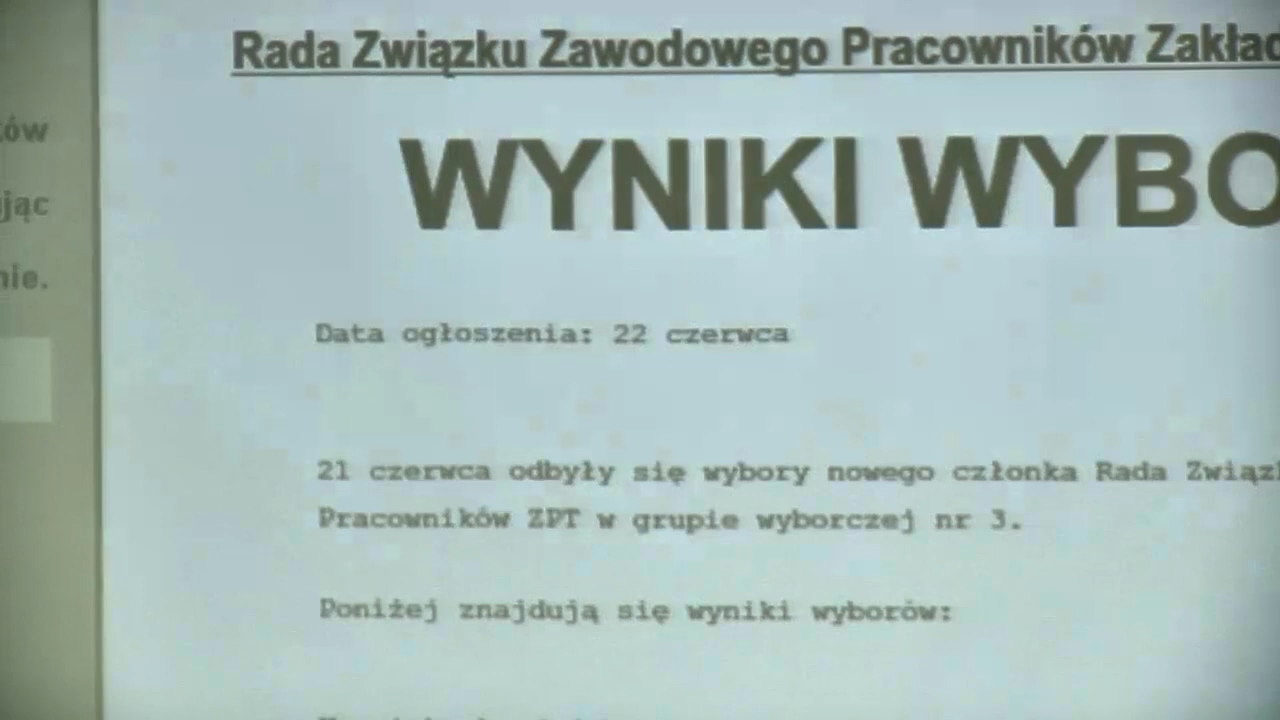 Rada Związku Zawodowego Pracowników Zakład
WYNIKI WYBO
ów
jąc
nie.
Data ogłoszenia: 22 czerwca
21 czerwca odbyły się wybory nowego członka Rada Związk
Pracowników ZPT w grupie wyborczej nr 3.
Poniżej znajdują się wyniki wyborów: